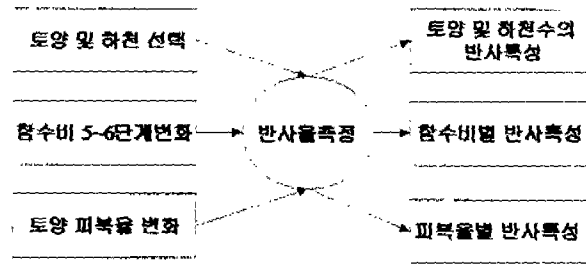 토양 및 하천 선택
토양 및 하천수의
반사특성
함수비 5~6단계변화
반사율측정
함수비별 반사특성
토양 피복율 변화
피복율별 반사특성